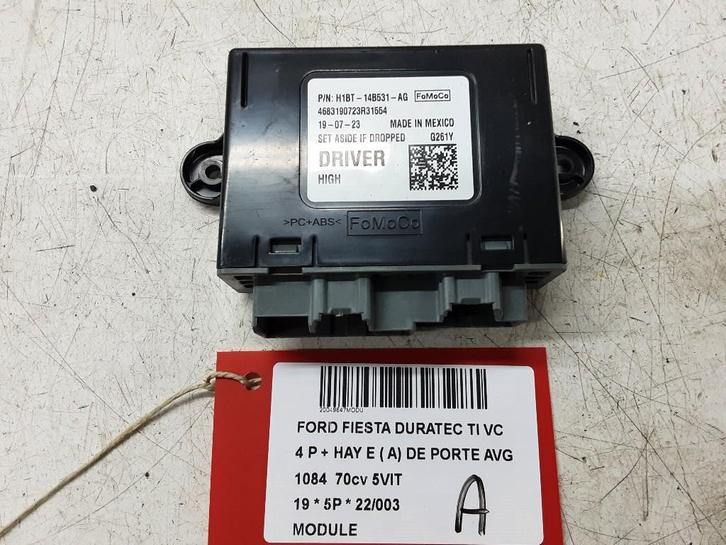 P/N: H1BT-14B531-AG FoMoCo
4683190723R31554
19-07-23 MADE IN MEXICO
SET ASIDE IF DROPPED G261Y
DRIVER
HIGH
>PC+ABS< FoMoCo
20049847MODU
FORD FIESTA DURATEC TI VC
4 P + HAY E ( A) DE PORTE AVG
1084 70cv 5VIT
19 * 5P * 22/003
MODULE
A